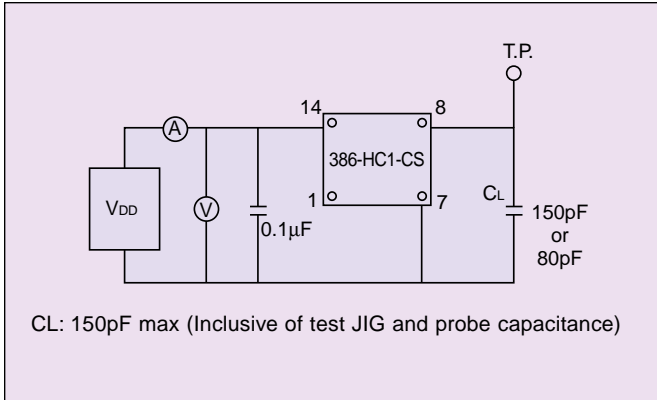 T.P.
14 8
A
386-HC1-CS
VDD
V
1 7
CL
0.1µF
150pF
or
80pF
CL: 150pF max (Inclusive of test JIG and probe capacitance)